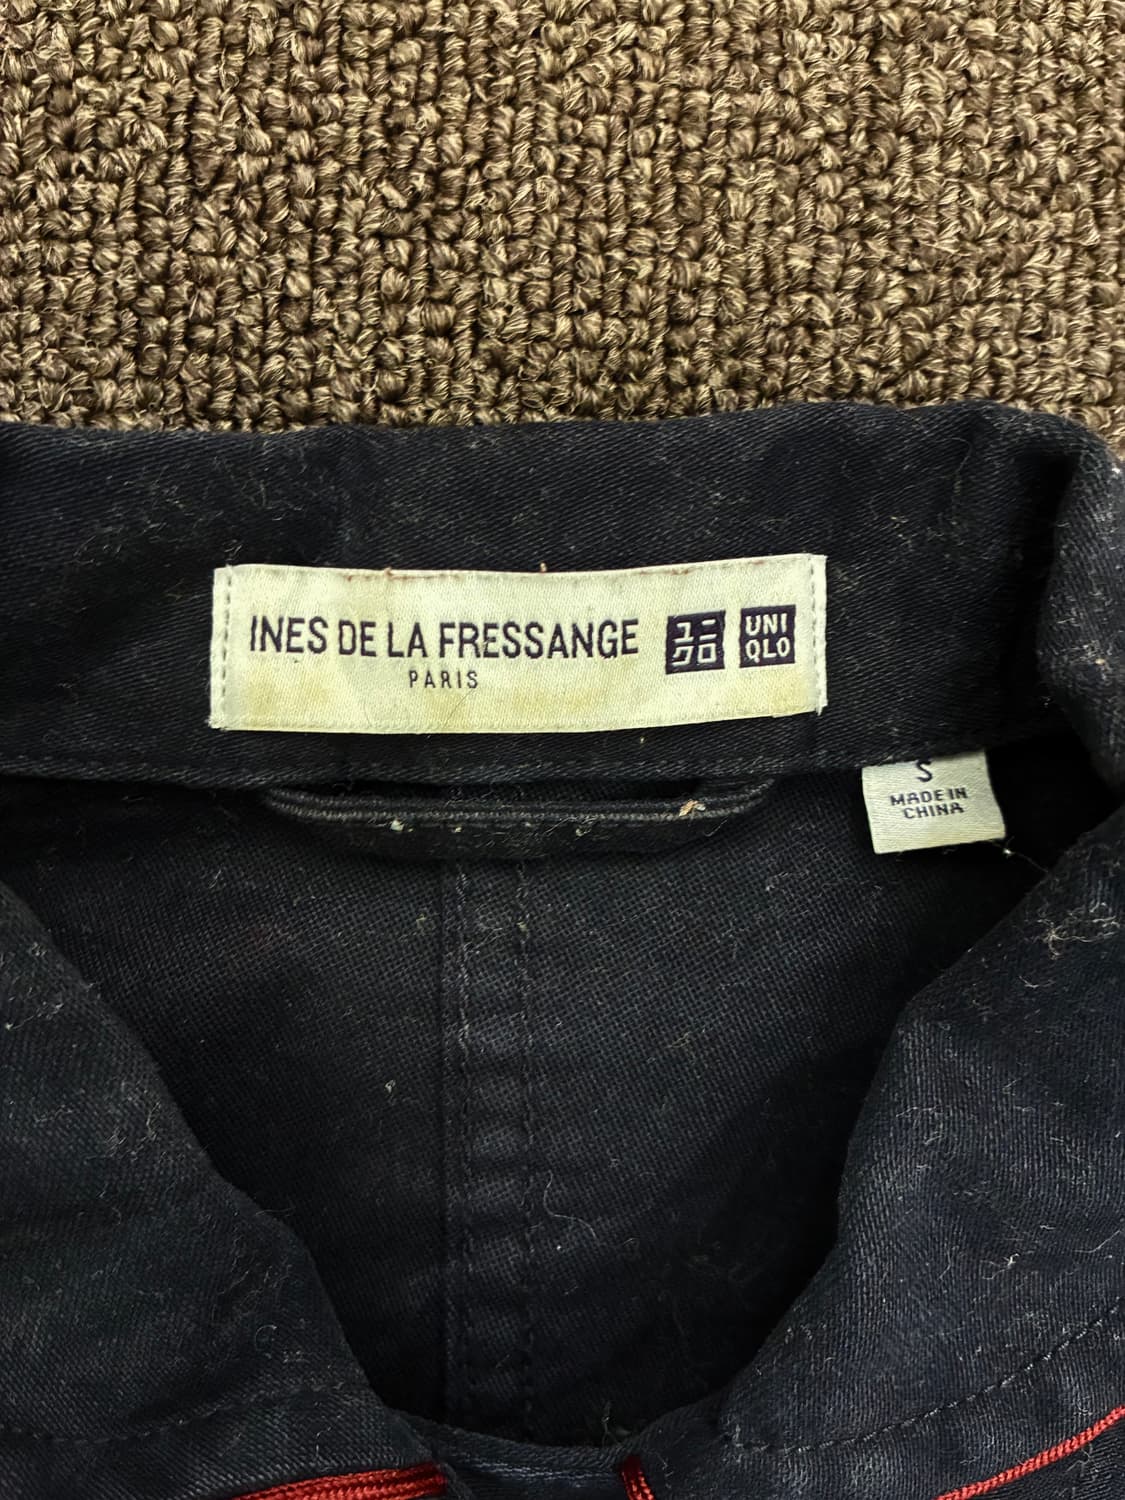 INES DE LA FRESSANGE
PARIS
ユニ
クロ
UNI
QLO
S
MADE IN
CHINA